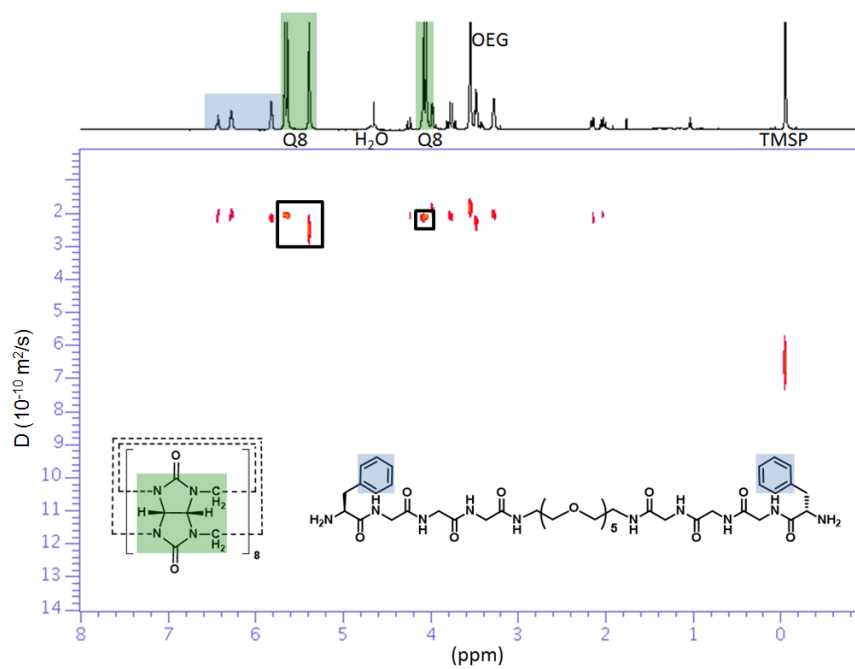 OEG
Q8
H2O
Q8
TMSP
D (10-10 m2/s)
2
3
4
5
6
7
8
9
10
11
12
13
14
8 7 6 5 4 3 2 1 0
(ppm)
O
N N
C
H2
H H
N N
C
H2
O
8
H2N
O
H
N
O
N
H
O
H
N
O
N
H
O
5
H
N
O
N
H
O
H
N
O
H
N
O
NH2